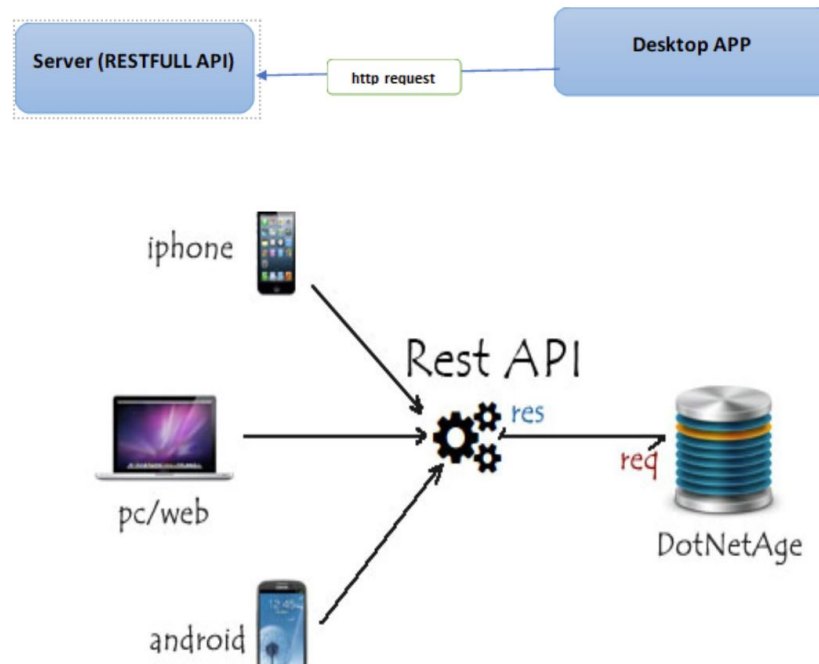 Server (RESTFULL API)
http request
Desktop APP
iphone
Rest API
res
req
pc/web
DotNetAge
android